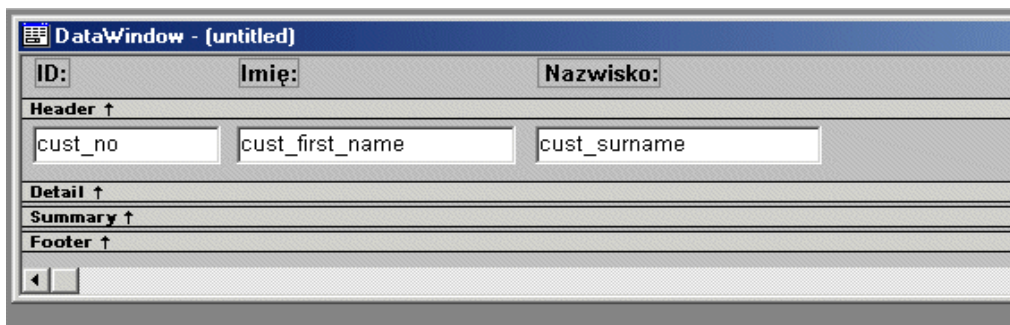 DataWindow - (untitled)
ID: Imię: Nazwisko:
Header ↑
cust_no cust_first_name cust_surname
Detail ↑
Summary ↑
Footer ↑